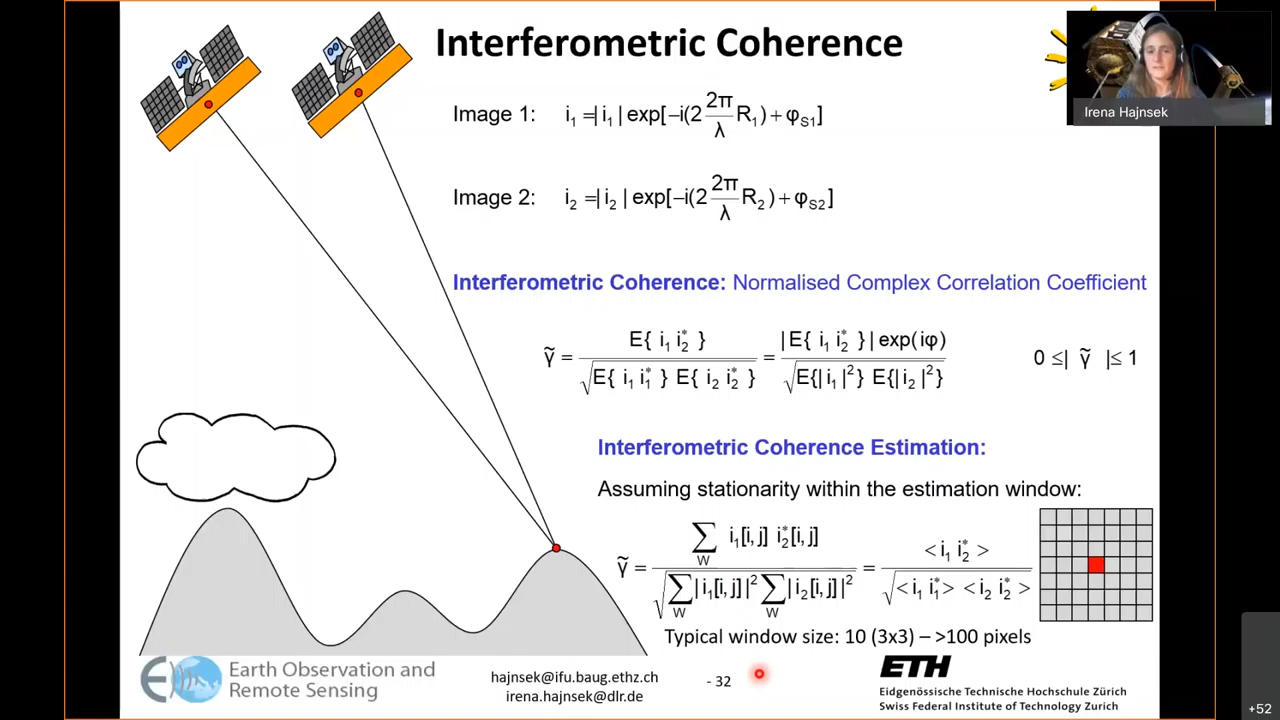 Interferometric Coherence
Irena Hajnsek
Image 1: i₁ =| i₁ | exp[−i(2 2π/λ R₁) + φ_S1]
Image 2: i₂ =| i₂ | exp[−i(2 2π/λ R₂) + φ_S2]
Interferometric Coherence: Normalised Complex Correlation Coefficient
γ̃ = E{ i₁ i₂* } / √(E{ i₁ i₁* } E{ i₂ i₂* }) = | E{ i₁ i₂* } | exp(iφ) / √(E{| i₁ |²} E{| i₂ |²}) 0 ≤| γ̃ |≤ 1
Interferometric Coherence Estimation:
Assuming stationarity within the estimation window:
γ̃ = ∑_W i₁[i, j] i₂*[i, j] / √(∑_W | i₁[i, j] |² ∑_W | i₂[i, j] |²) = < i₁ i₂* > / √(< i₁ i₁* > < i₂ i₂* >)
Typical window size: 10 (3x3) – >100 pixels
Earth Observation and
Remote Sensing
hajnsek@ifu.baug.ethz.ch
irena.hajnsek@dlr.de
- 32
ETH
Eidgenössische Technische Hochschule Zürich
Swiss Federal Institute of Technology Zurich
+52